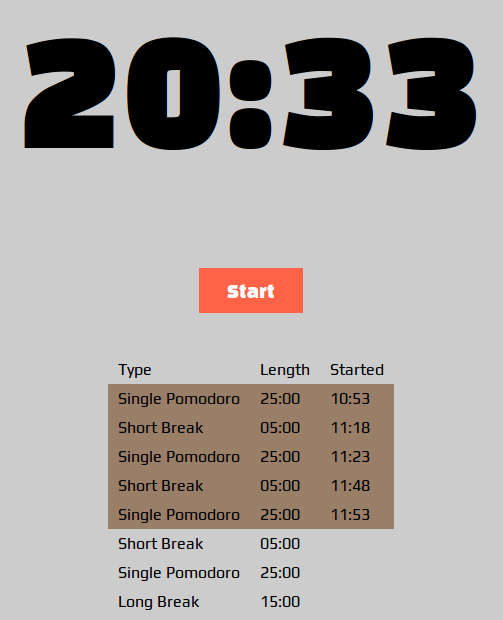 20:33
Start
Type Length Started
Single Pomodoro 25:00 10:53
Short Break 05:00 11:18
Single Pomodoro 25:00 11:23
Short Break 05:00 11:48
Single Pomodoro 25:00 11:53
Short Break 05:00
Single Pomodoro 25:00
Long Break 15:00